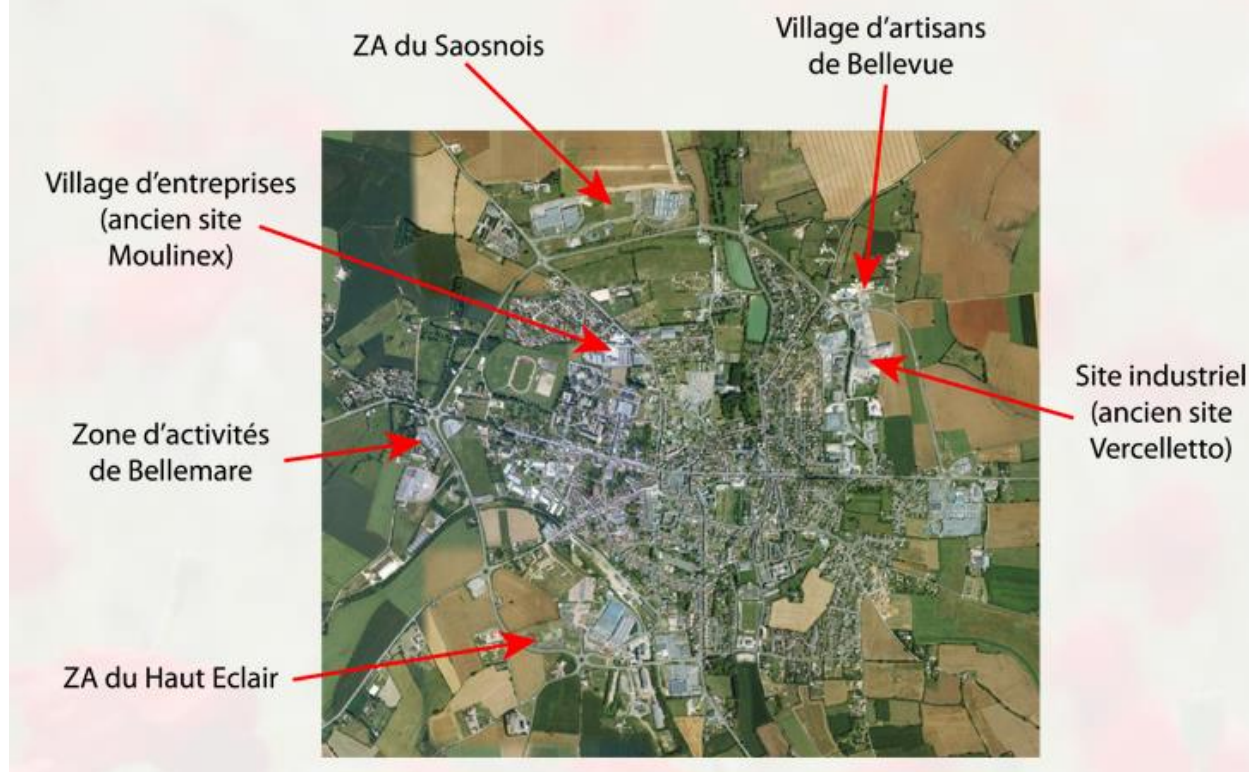 ZA du Saosnois
Village d'artisans
de Bellevue
Village d'entreprises
(ancien site
Moulinex)
Site industriel
(ancien site
Vercelletto)
Zone d'activités
de Bellemare
ZA du Haut Eclair